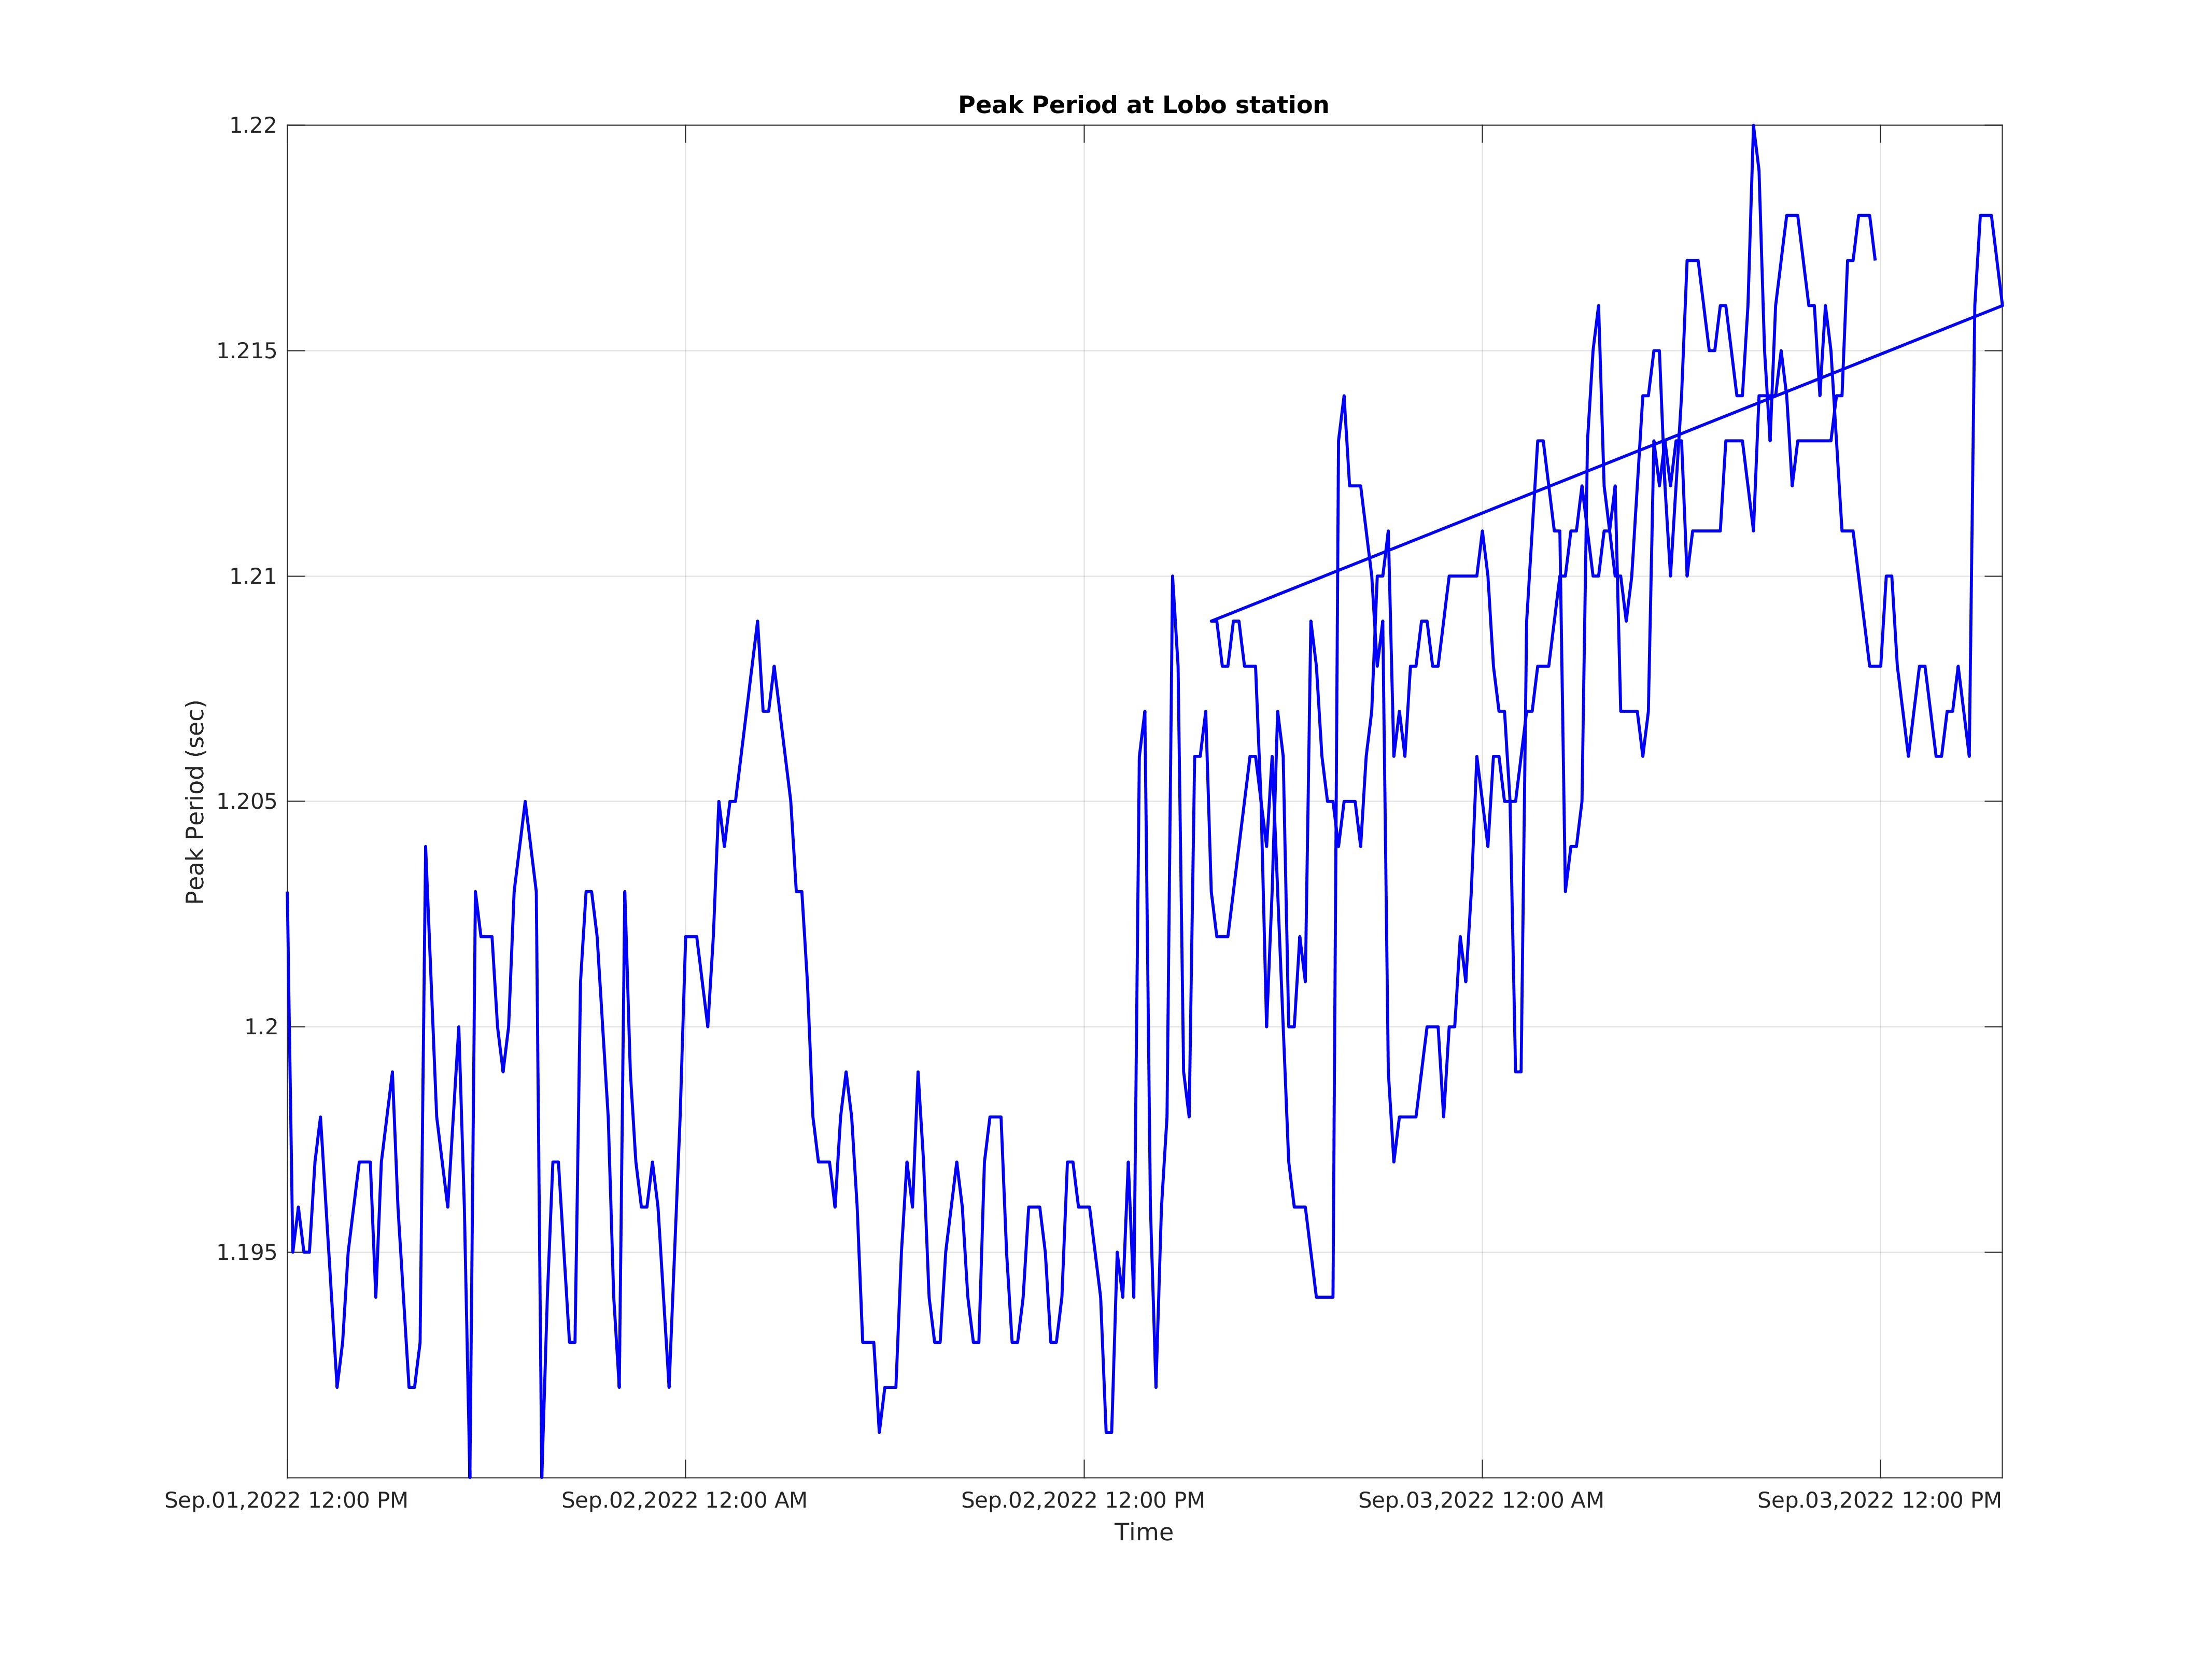 Peak Period at Lobo station
1.22
1.215
1.21
1.205
1.2
1.195
Peak Period (sec)
Sep.01,2022 12:00 PM
Sep.02,2022 12:00 AM
Sep.02,2022 12:00 PM
Sep.03,2022 12:00 AM
Sep.03,2022 12:00 PM
Time